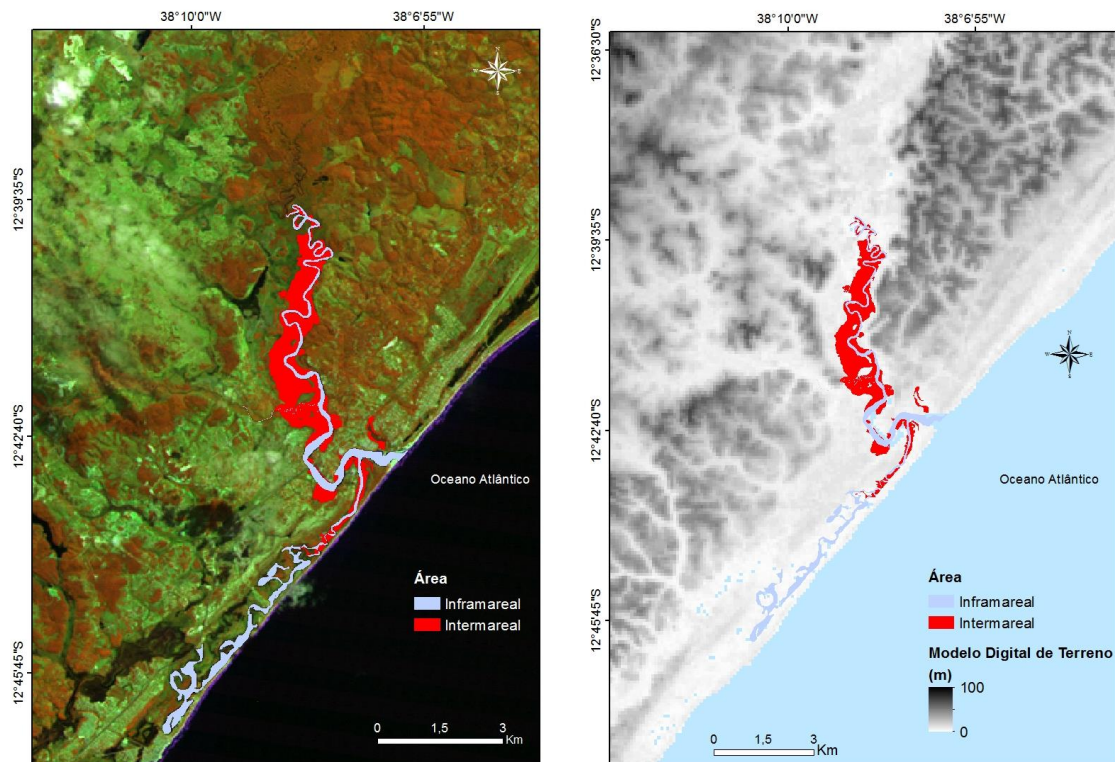 38°10'0"W
38°6'55"W
N
12°39'35"S
12°42'40"S
12°45'45"S
Oceano Atlântico
Área
Inframareal
Intermareal
0
1,5
3
Km
38°10'0"W
38°6'55"W
12°36'30"S
12°39'35"S
12°42'40"S
12°45'45"S
N
W
E
S
Oceano Atlântico
Área
Inframareal
Intermareal
Modelo Digital de Terreno
(m)
100
0
0
1,5
3
Km